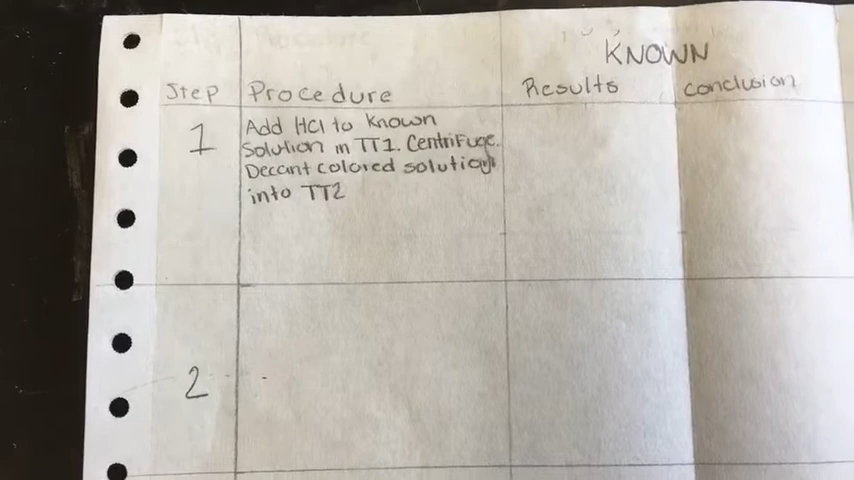 KNOWN
Step Procedure Results Conclusion
1 Add HCl to Known
Solution in TT1. Centrifuge.
Decant colored solution
into TT2
2